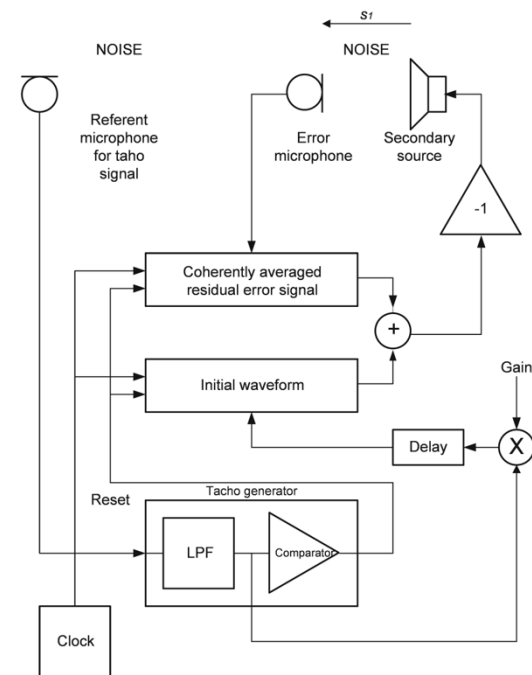 s1
NOISE
NOISE
Referent
microphone
for taho
signal
Error
microphone
Secondary
source
-1
Coherently averaged
residual error signal
+
Initial waveform
Gain
Delay
X
Reset
Tacho generator
LPF
Comparator
Clock